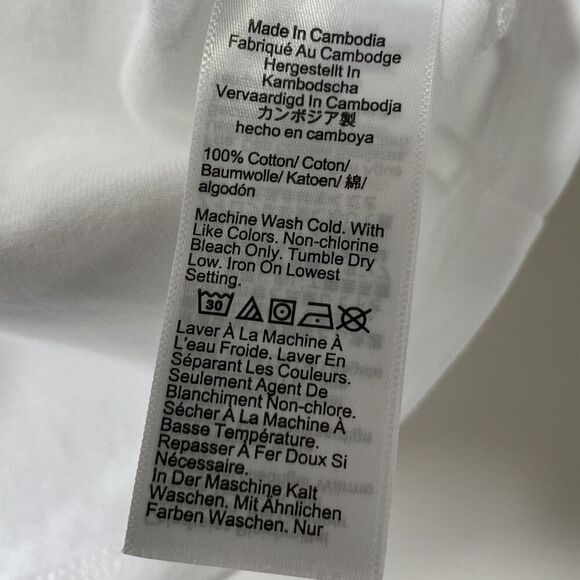 Made In Cambodia
Fabriqué Au Cambodge
Hergestellt In
Kambodscha
Vervaardigd In Cambodja
カンボジア製
hecho en camboya
100% Cotton/ Coton/
Baumwolle/ Katoen/ 綿/
algodón
Machine Wash Cold. With
Like Colors. Non-chlorine
Bleach Only. Tumble Dry
Low. Iron On Lowest
Setting.
30
Laver À La Machine À
L'eau Froide. Laver En
Séparant Les Couleurs.
Seulement Agent De
Blanchiment Non-chlore.
Sécher À La Machine À
Basse Température.
Repasser À Fer Doux Si
Nécessaire.
In Der Maschine Kalt
Waschen. Mit Ähnlichen
Farben Waschen. Nur